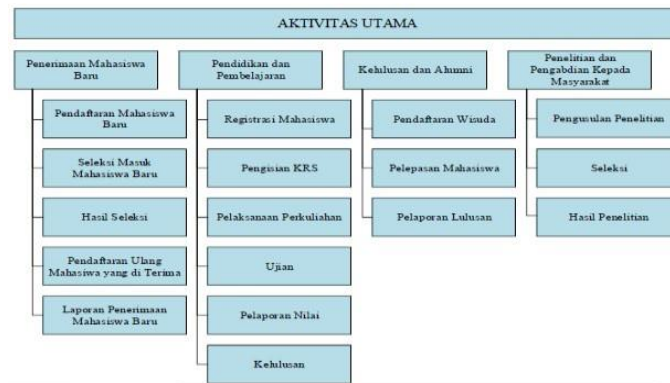 AKTIVITAS UTAMA
Penerimaan Mahasiswa
Baru
Pendaftaran Mahasiswa
Baru
Seleksi Masuk
Mahasiswa Baru
Hasil Seleksi
Pendaftaran Ulang
Mahasiwa yang di Terima
Laporan Penerimaan
Mahasiswa Baru
Pendidikan dan
Pembelajaran
Registrasi Mahasiswa
Pengisian KRS
Pelaksanaan Perkuliahan
Ujian
Pelaporan Nilai
Kelulusan
Kelulusan dan Alumni
Pendaftaran Wisuda
Pelepasan Mahasiswa
Pelaporan Lulusan
Penelitian dan
Pengabdian Kepada
Masyarakat
Pengusulan Penelitian
Seleksi
Hasil Penelitian